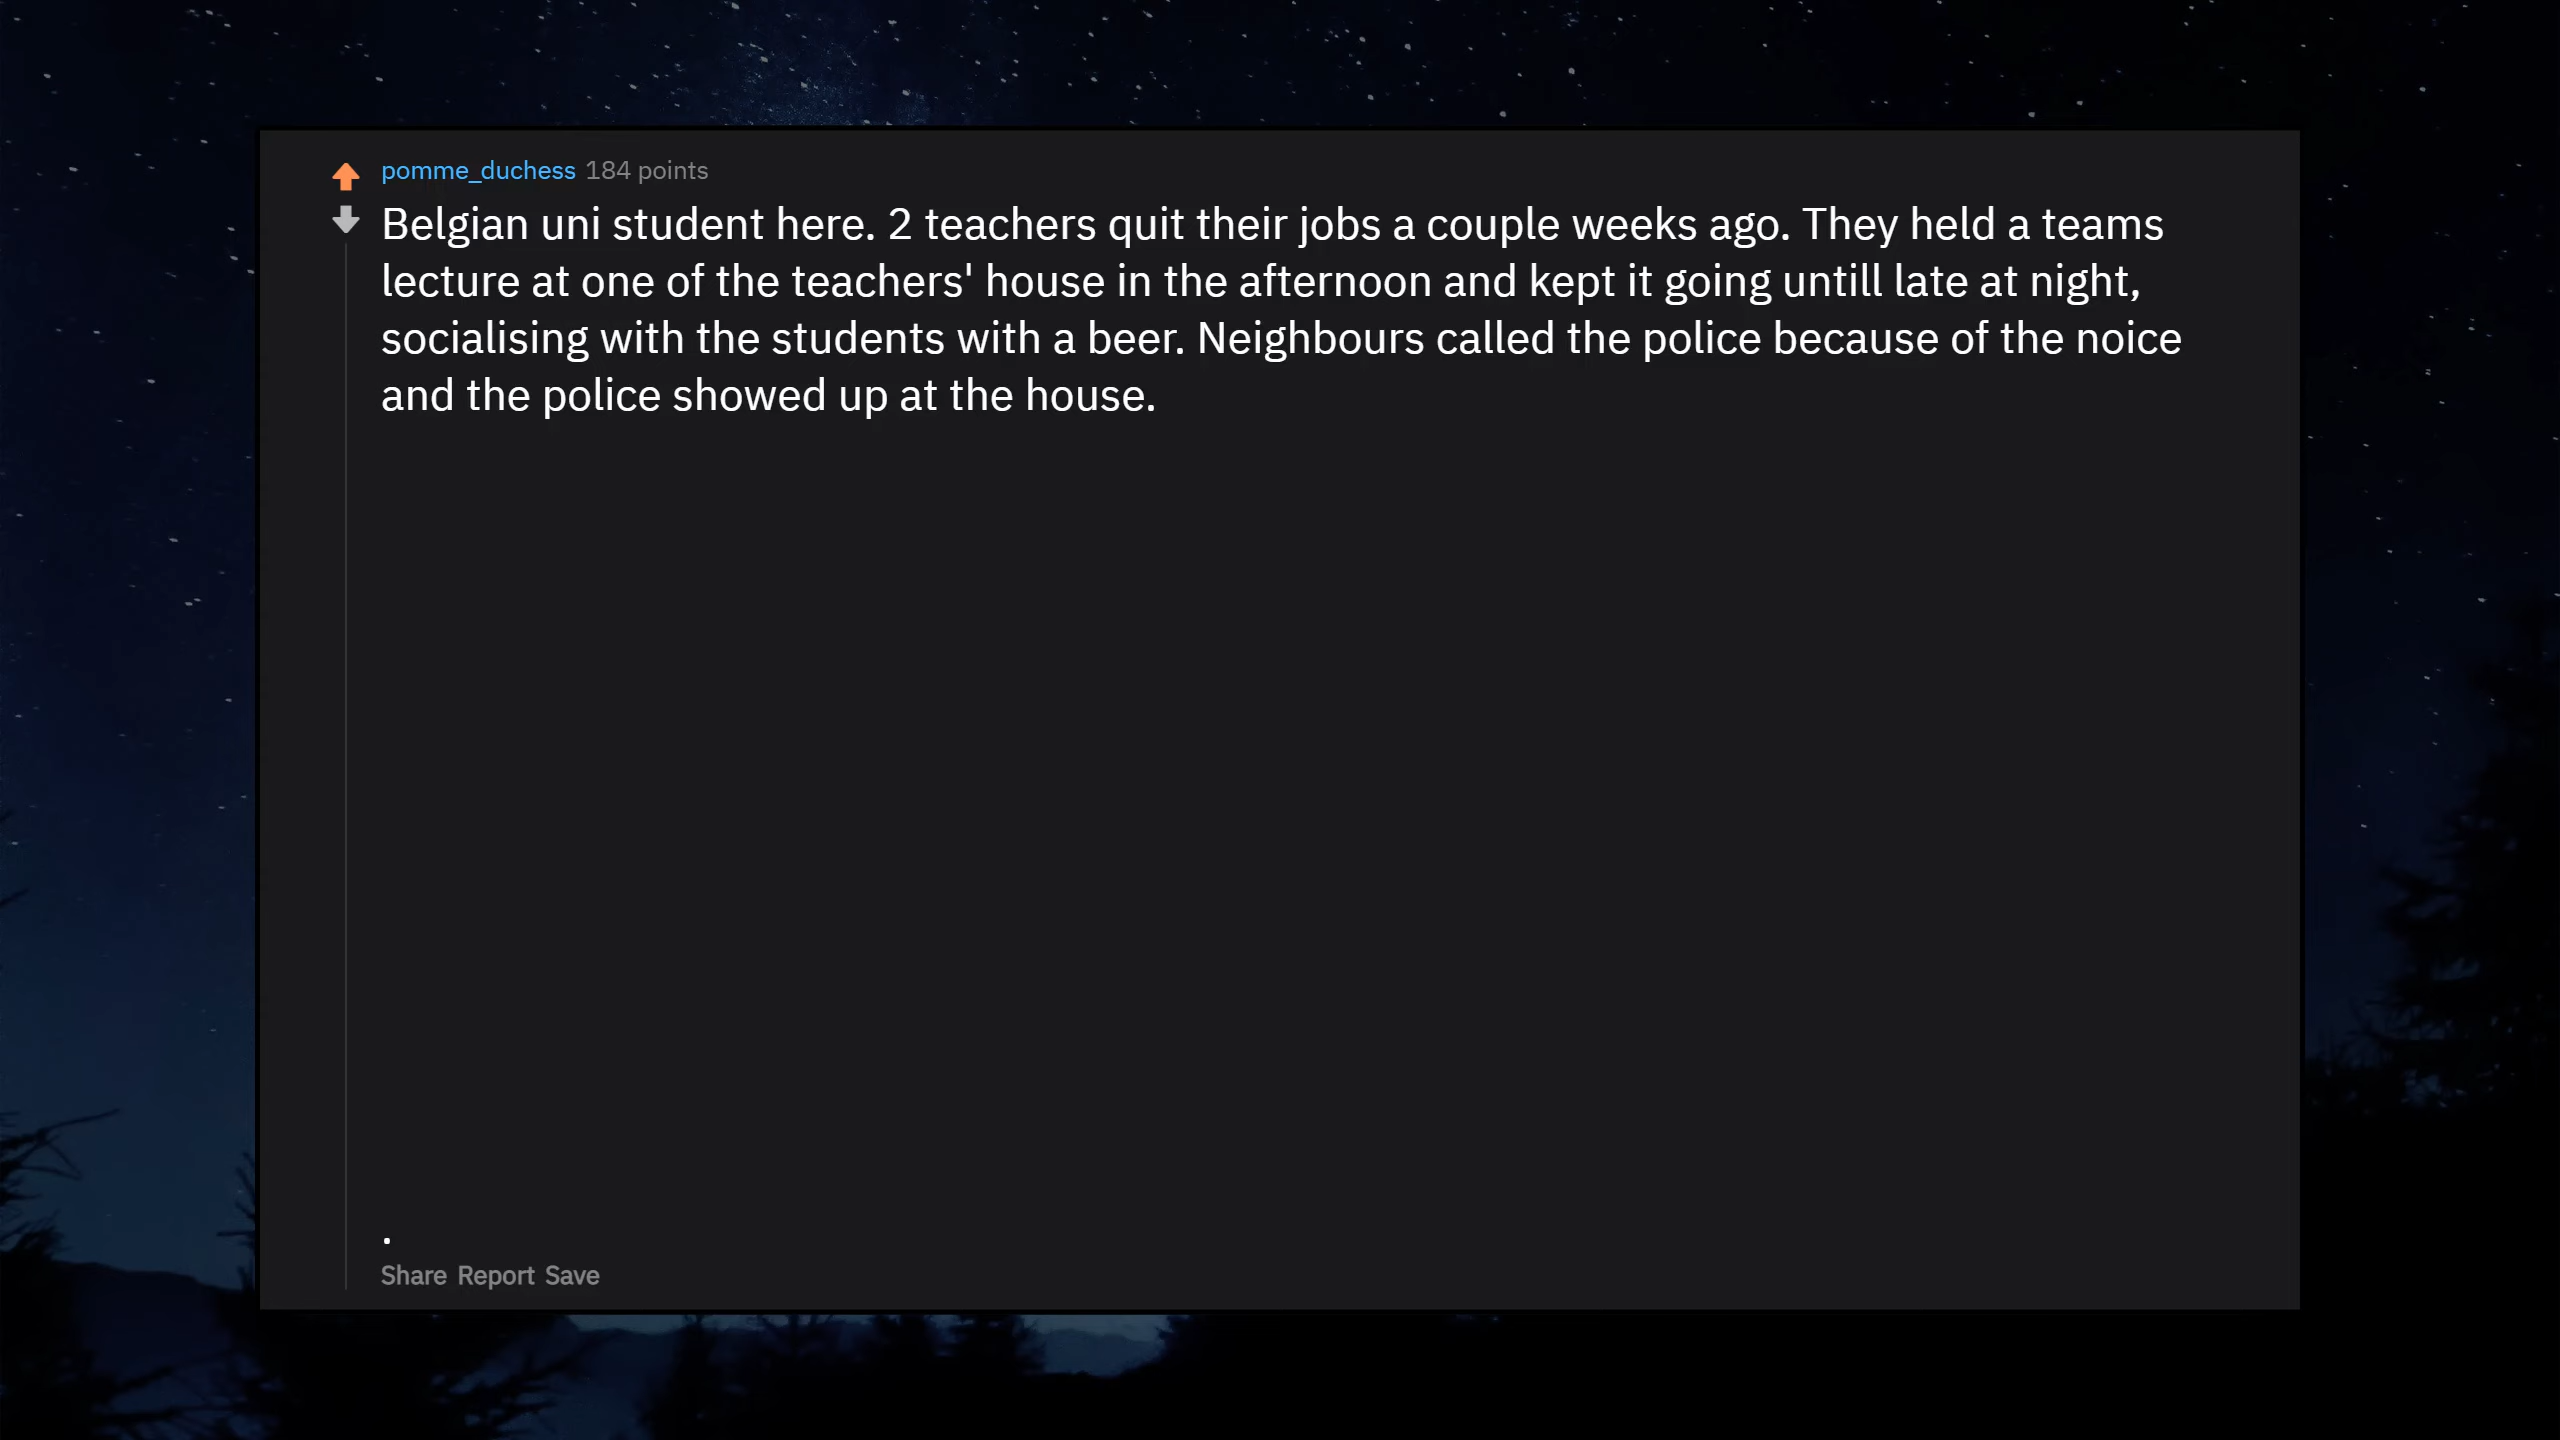 pomme_duchess 184 points
Belgian uni student here. 2 teachers quit their jobs a couple weeks ago. They held a teams
lecture at one of the teachers' house in the afternoon and kept it going untill late at night,
socialising with the students with a beer. Neighbours called the police because of the noice
and the police showed up at the house.
.
Share Report Save